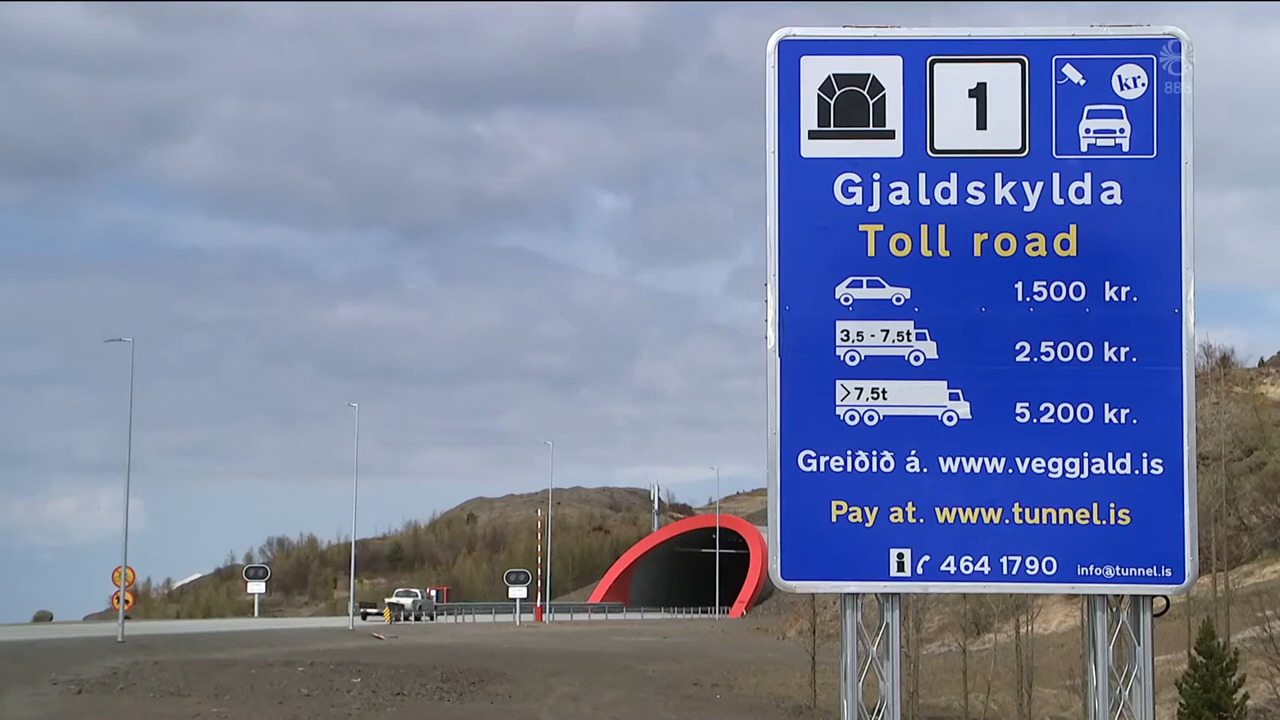 1 kr.
Gjaldskylda
Toll road
1.500 kr.
3,5 - 7,5t 2.500 kr.
>7,5t 5.200 kr.
Greiðið á. www.veggjald.is
Pay at. www.tunnel.is
i 464 1790 info@tunnel.is